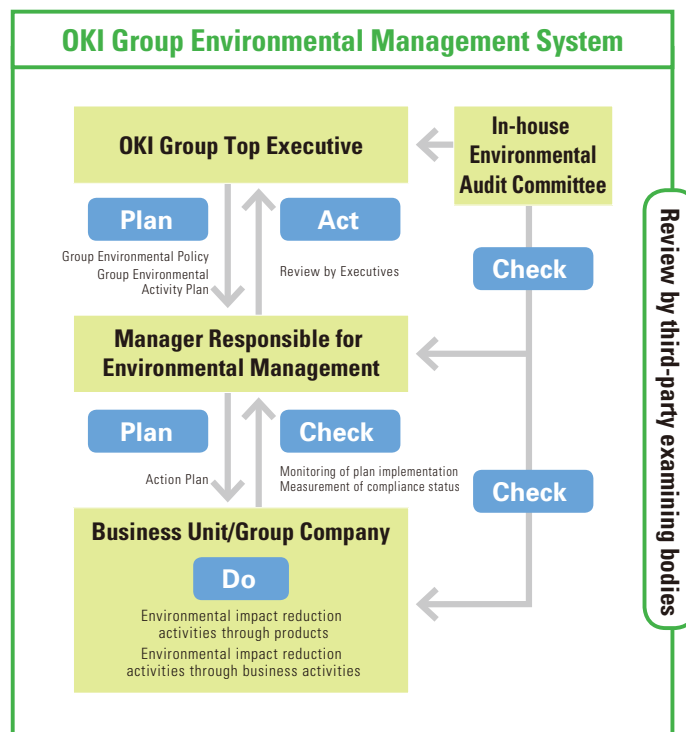 OKI Group Environmental Management System
OKI Group Top Executive
In-house
Environmental
Audit Committee
Plan
Act
Group Environmental Policy
Group Environmental
Activity Plan
Review by Executives
Check
Manager Responsible for
Environmental Management
Plan
Check
Action Plan
Monitoring of plan implementation
Measurement of compliance status
Check
Business Unit/Group Company
Do
Environmental impact reduction
activities through products
Environmental impact reduction
activities through business activities
Review by third-party examining bodies